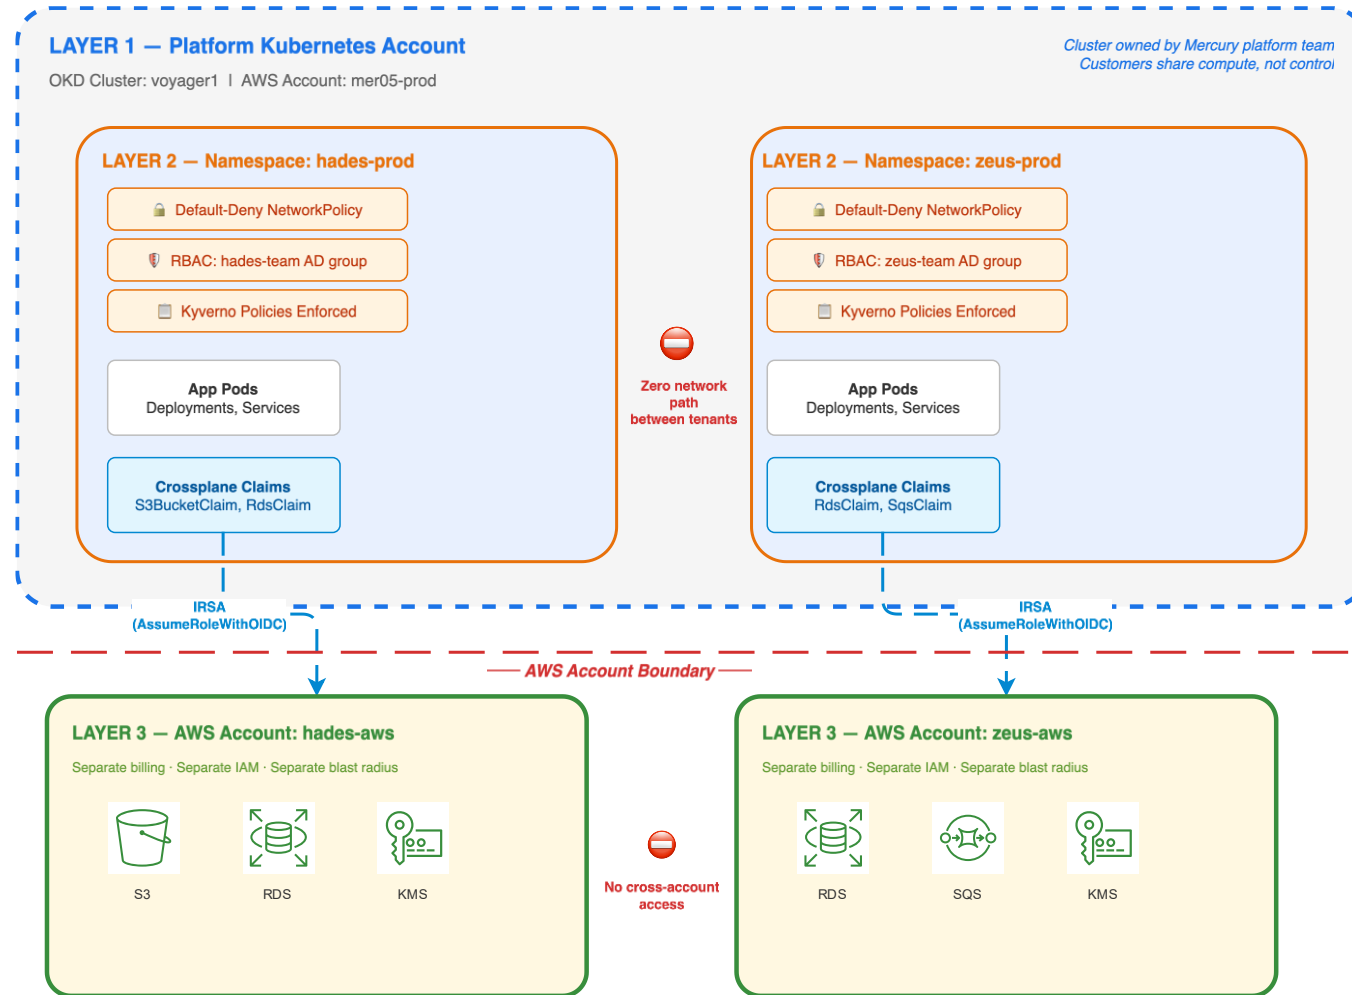 LAYER 1 — Platform Kubernetes Account
OKD Cluster: voyager1 | AWS Account: mer05-prod
Cluster owned by Mercury platform team
Customers share compute, not control
LAYER 2 — Namespace: hades-prod
Default-Deny NetworkPolicy
RBAC: hades-team AD group
Kyverno Policies Enforced
App Pods
Deployments, Services
Crossplane Claims
S3BucketClaim, RdsClaim
Zero network
path
between tenants
LAYER 2 — Namespace: zeus-prod
Default-Deny NetworkPolicy
RBAC: zeus-team AD group
Kyverno Policies Enforced
App Pods
Deployments, Services
Crossplane Claims
RdsClaim, SqsClaim
IRSA
(AssumeRoleWithOIDC)
IRSA
(AssumeRoleWithOIDC)
—— AWS Account Boundary ——
LAYER 3 — AWS Account: hades-aws
Separate billing · Separate IAM · Separate blast radius
S3
RDS
KMS
No cross-account
access
LAYER 3 — AWS Account: zeus-aws
Separate billing · Separate IAM · Separate blast radius
RDS
SQS
KMS